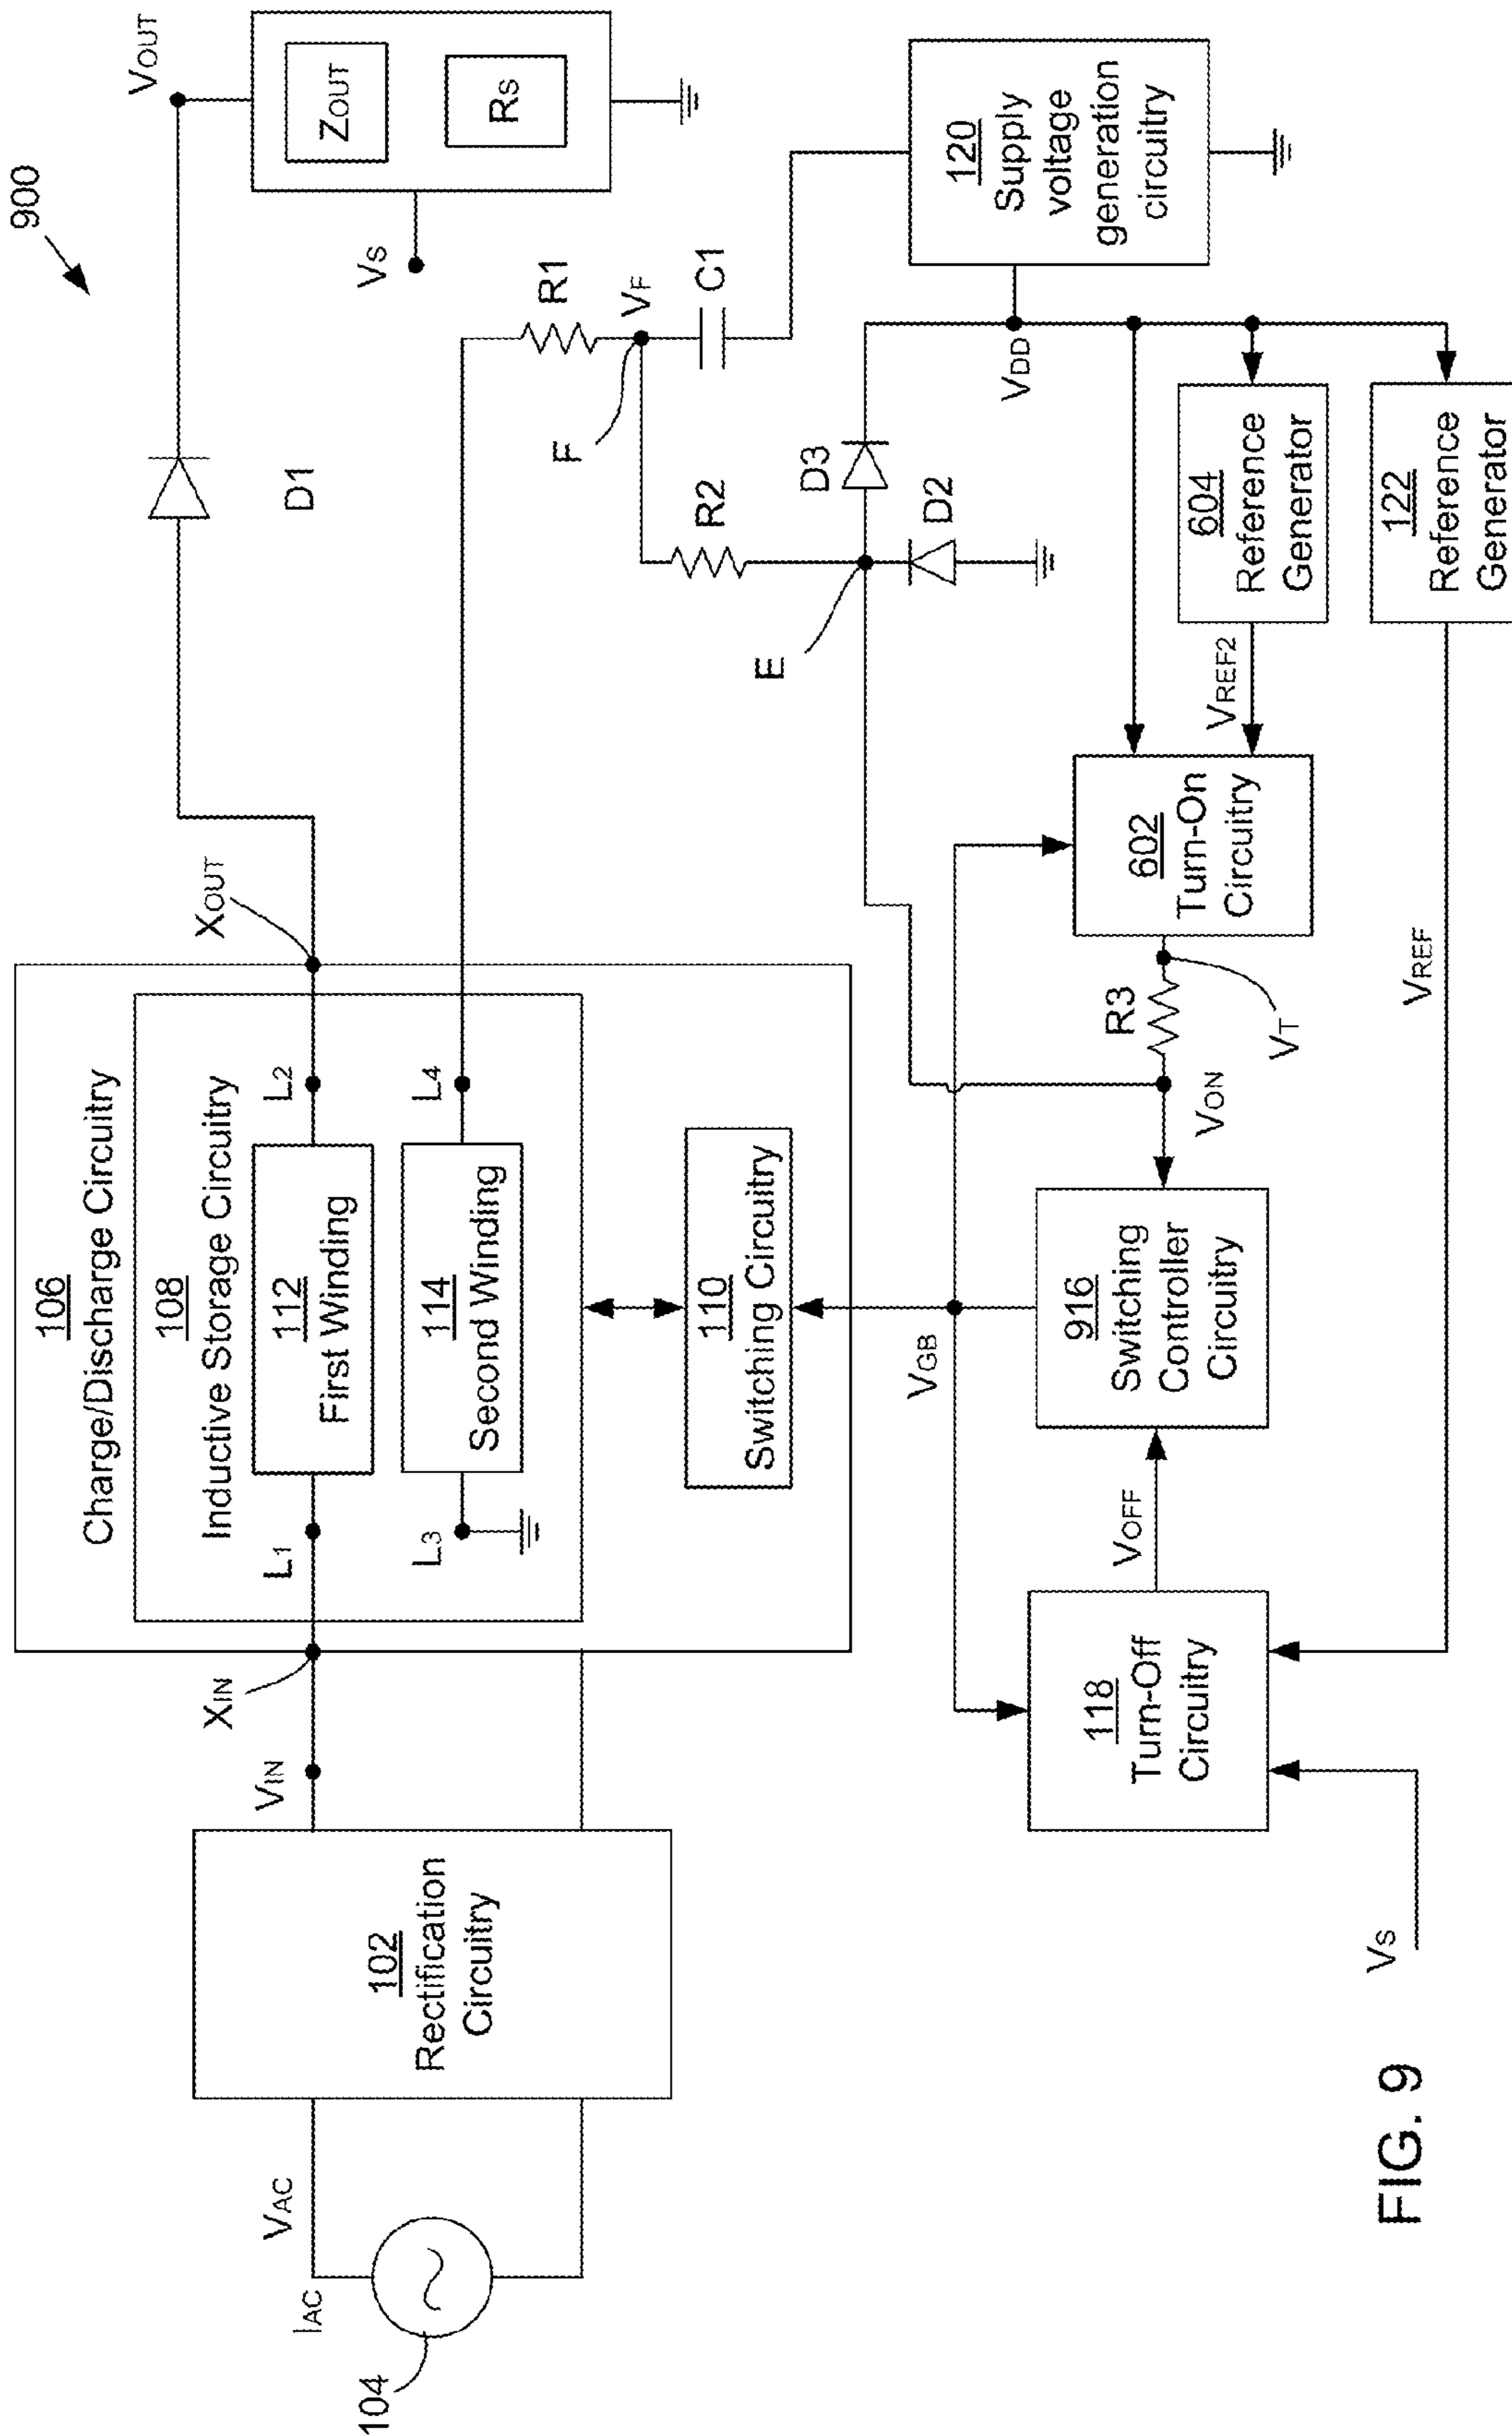 900
104
IAC
VAC
102
Rectification
Circuitry
VIN
XIN
106
Charge/Discharge Circuitry
108
Inductive Storage Circuitry
L1
112
First Winding
L2
L3
114
Second Winding
L4
110
Switching Circuitry
XOUT
D1
VOUT
ZOUT
RS
VS
R1
VF
F
C1
R2
E
D3
D2
120
Supply
voltage
generation
circuitry
VDD
VGB
118
Turn-Off
Circuitry
VOFF
916
Switching
Controller
Circuitry
VON
R3
VT
602
Turn-On
Circuitry
VREF2
604
Reference
Generator
122
Reference
Generator
VREF
VS
FIG. 9